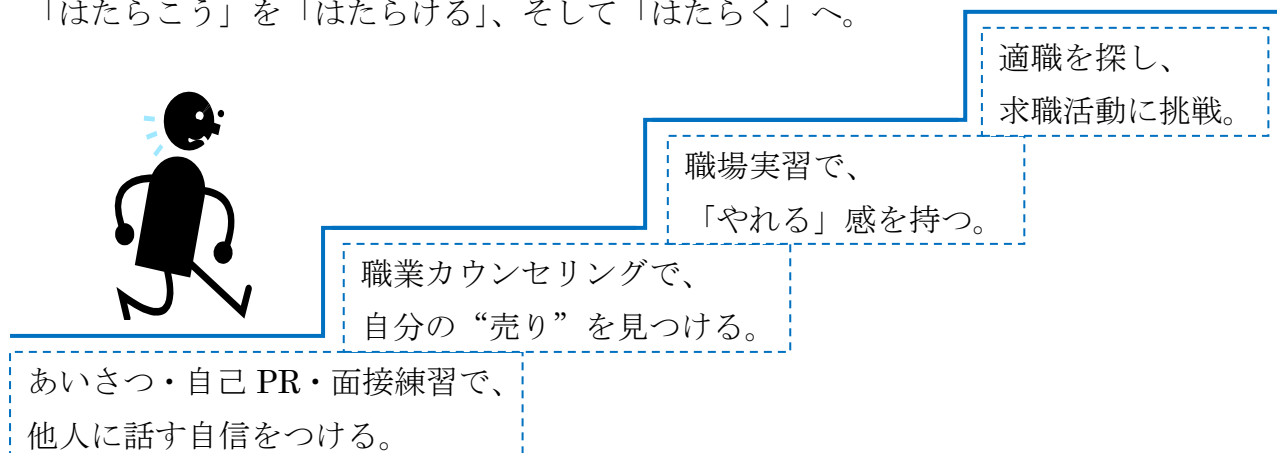 「はたらこう」を「はたらける」、そして「はたらく」へ。
適職を探し、
求職活動に挑戦。
職場実習で、
「やれる」感を持つ。
職業カウンセリングで、
自分の“売り”を見つける。
あいさつ・自己 PR・面接練習で、
他人に話す自信をつける。